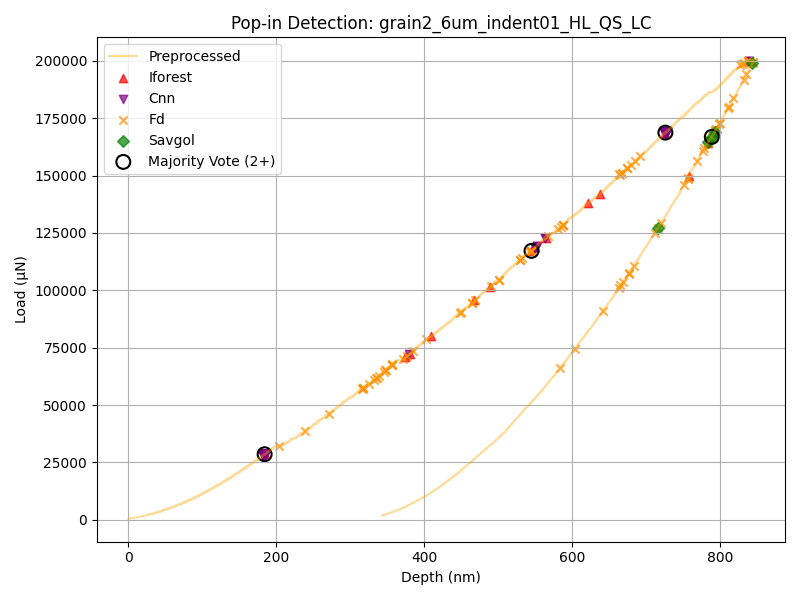 Pop-in Detection: grain2_6um_indent01_HL_QS_LC
Preprocessed
Iforest
Cnn
Fd
Savgol
Majority Vote (2+)
200000
175000
150000
125000
100000
75000
50000
25000
0
Load (μN)
0 200 400 600 800
Depth (nm)